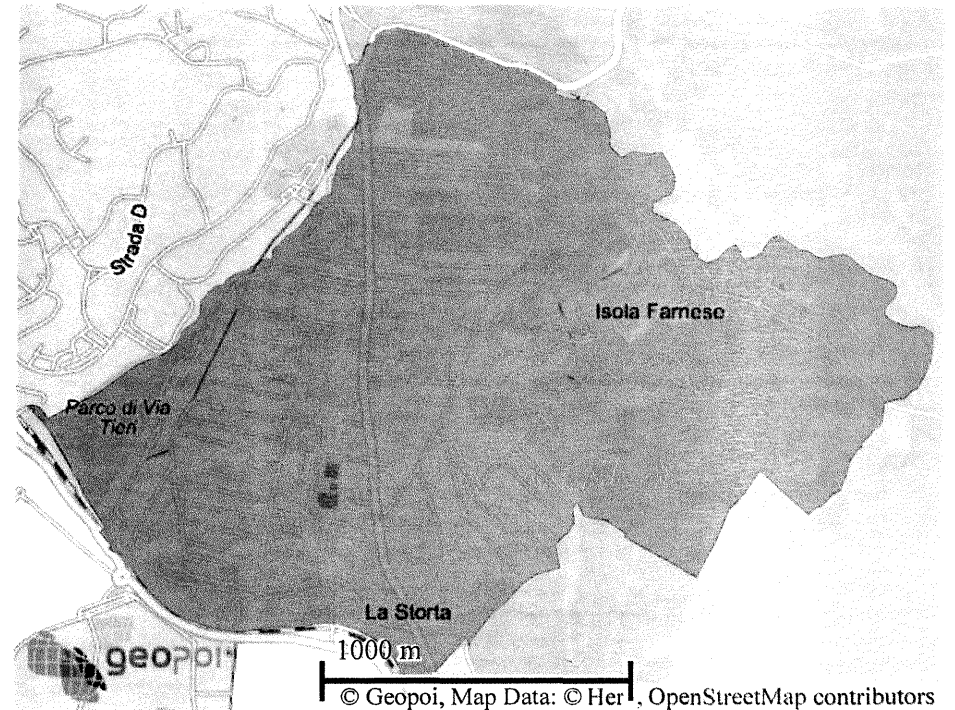 Strada D
Isola Farnese
Parco di Via
Tieri
La Storta
geopoi
1000 m
© Geopoi, Map Data: © Her , OpenStreetMap contributors